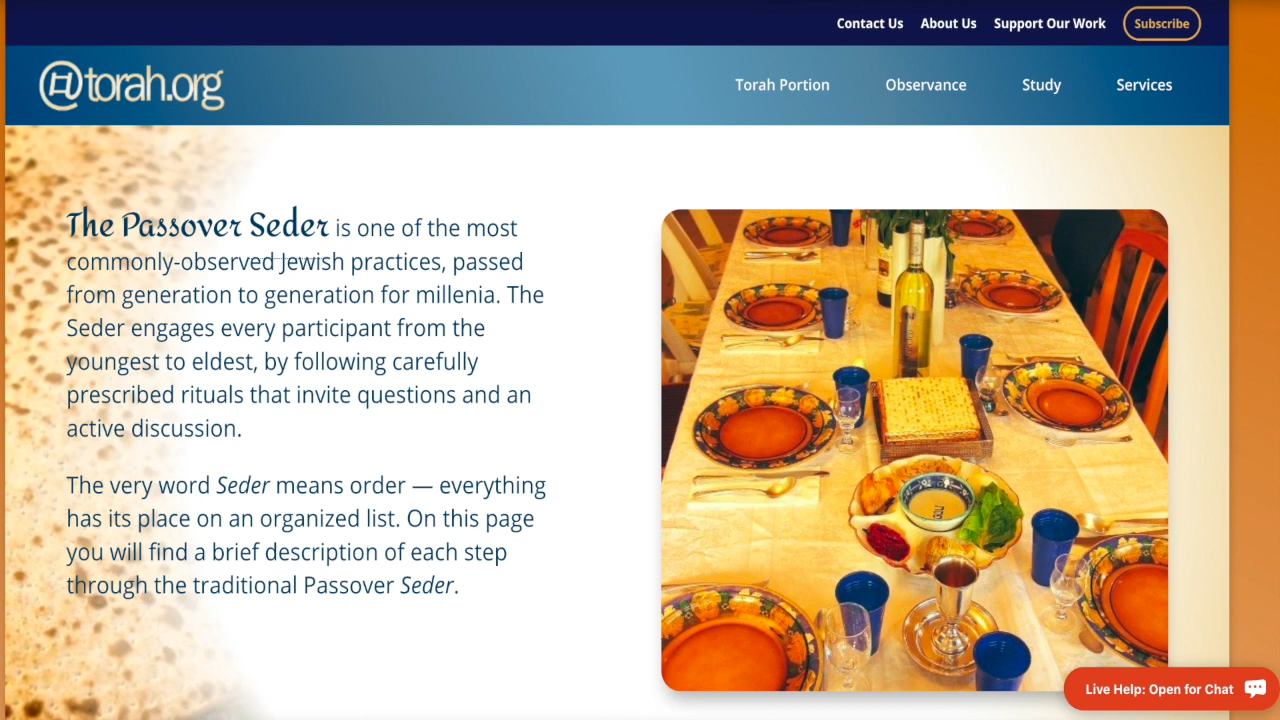 Contact Us About Us Support Our Work Subscribe
@torah.org
Torah Portion Observance Study Services
The Passover Seder is one of the most
commonly-observed Jewish practices, passed
from generation to generation for millenia. The
Seder engages every participant from the
youngest to eldest, by following carefully
prescribed rituals that invite questions and an
active discussion.
The very word Seder means order — everything
has its place on an organized list. On this page
you will find a brief description of each step
through the traditional Passover Seder.
Live Help: Open for Chat